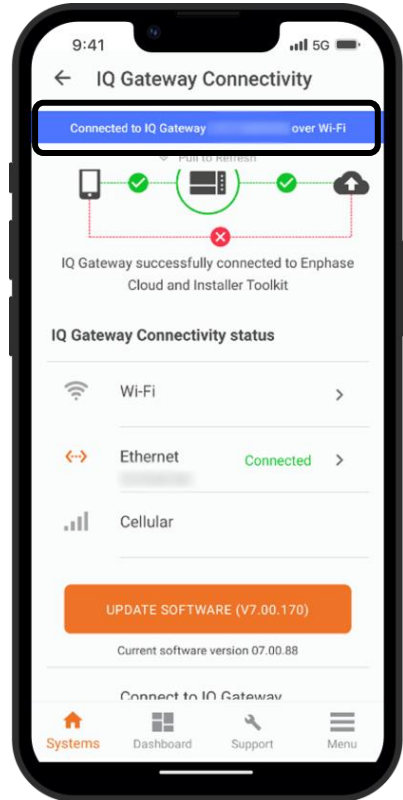 9:41
5G
IQ Gateway Connectivity
Connected to IQ Gateway over Wi-Fi
Pull to Refresh
IQ Gateway successfully connected to Enphase
Cloud and Installer Toolkit
IQ Gateway Connectivity status
Wi-Fi
Ethernet Connected
Cellular
UPDATE SOFTWARE (V7.00.170)
Current software version 07.00.88
Connect to IQ Gateway
Systems Dashboard Support Menu